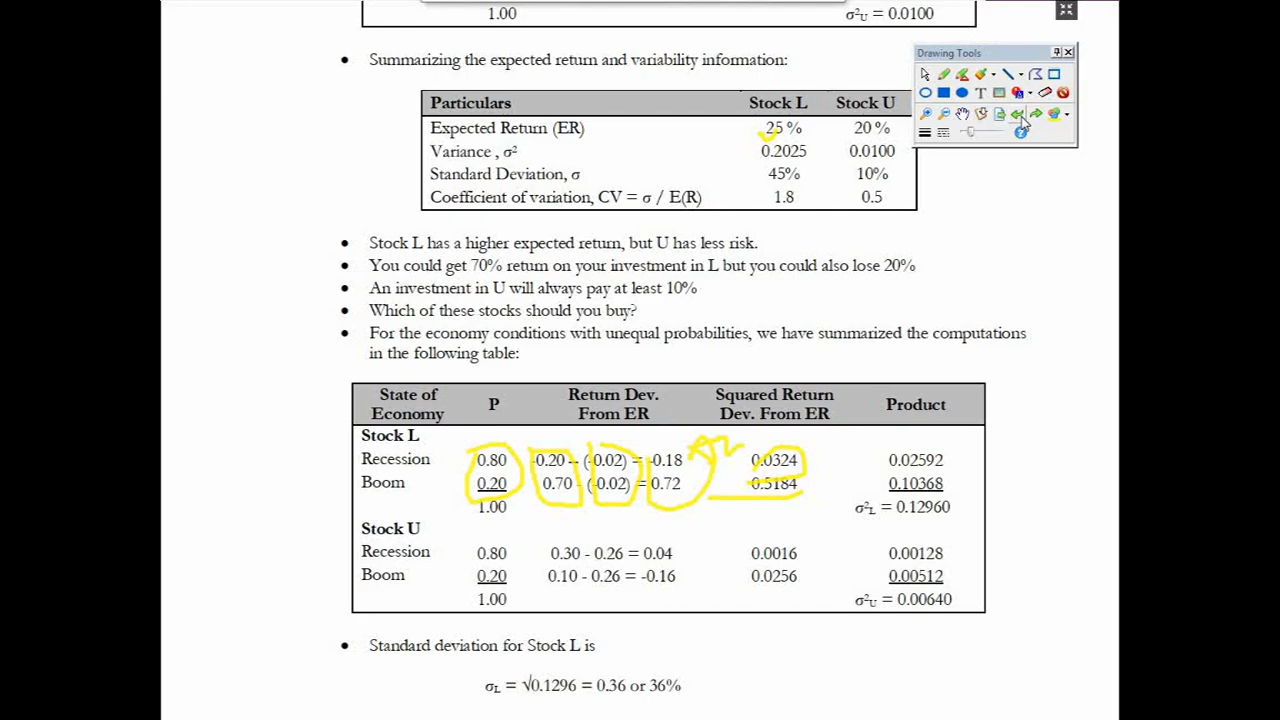 1.00 σ²U = 0.0100
• Summarizing the expected return and variability information:
Drawing Tools
Particulars Stock L Stock U
Expected Return (ER) 25 % 20 %
Variance , σ² 0.2025 0.0100
Standard Deviation, σ 45% 10%
Coefficient of variation, CV = σ / E(R) 1.8 0.5
• Stock L has a higher expected return, but U has less risk.
• You could get 70% return on your investment in L but you could also lose 20%
• An investment in U will always pay at least 10%
• Which of these stocks should you buy?
• For the economy conditions with unequal probabilities, we have summarized the computations
in the following table:
State of Economy P Return Dev. From ER Squared Return Dev. From ER Product
Stock L
Recession 0.80 -0.20 – (-0.02) = -0.18 0.0324 0.02592
Boom 0.20 0.70 - (-0.02) = 0.72 0.5184 0.10368
1.00 σ²L = 0.12960
Stock U
Recession 0.80 0.30 - 0.26 = 0.04 0.0016 0.00128
Boom 0.20 0.10 - 0.26 = -0.16 0.0256 0.00512
1.00 σ²U = 0.00640
• Standard deviation for Stock L is
σL = √0.1296 = 0.36 or 36%